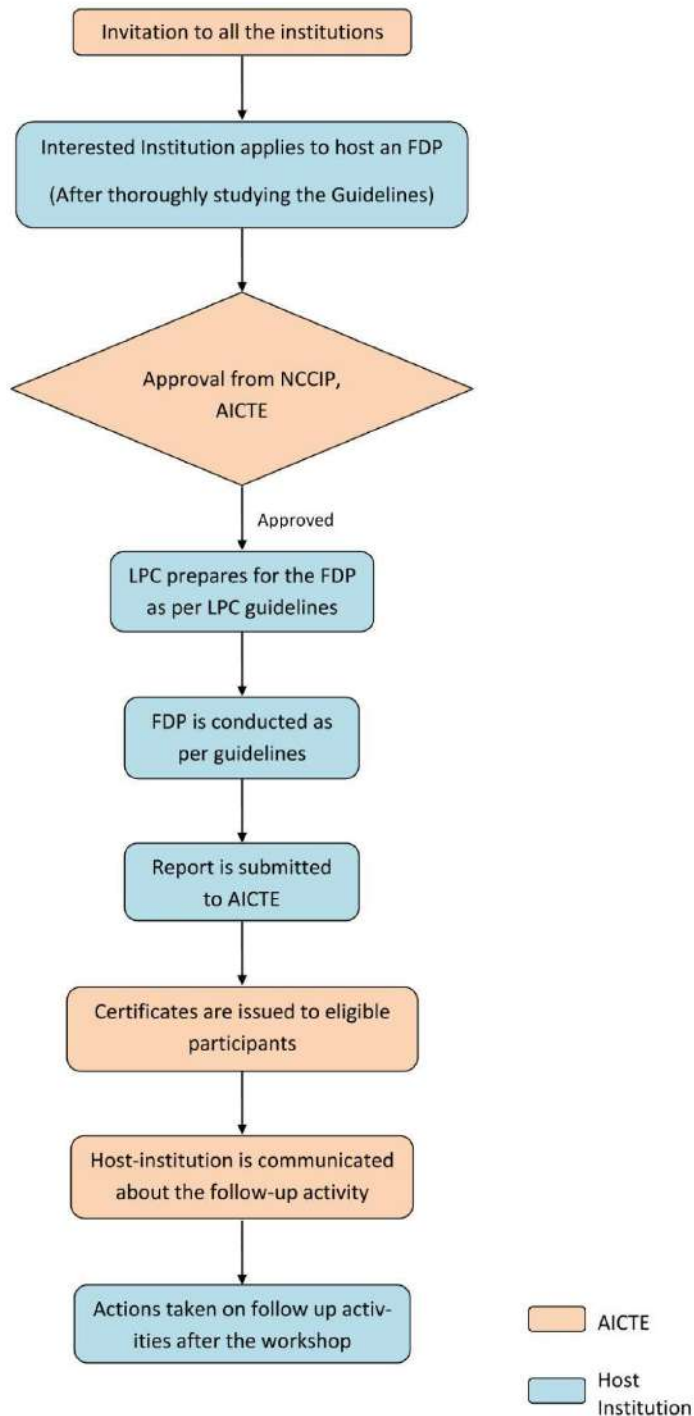 Invitation to all the institutions
Interested Institution applies to host an FDP
(After thoroughly studying the Guidelines)
Approval from NCCIP,
AICTE
Approved
LPC prepares for the FDP
as per LPC guidelines
FDP is conducted as
per guidelines
Report is submitted
to AICTE
Certificates are issued to eligible
participants
Host-institution is communicated
about the follow-up activity
Actions taken on follow up activ-
ities after the workshop
AICTE
Host
Institution